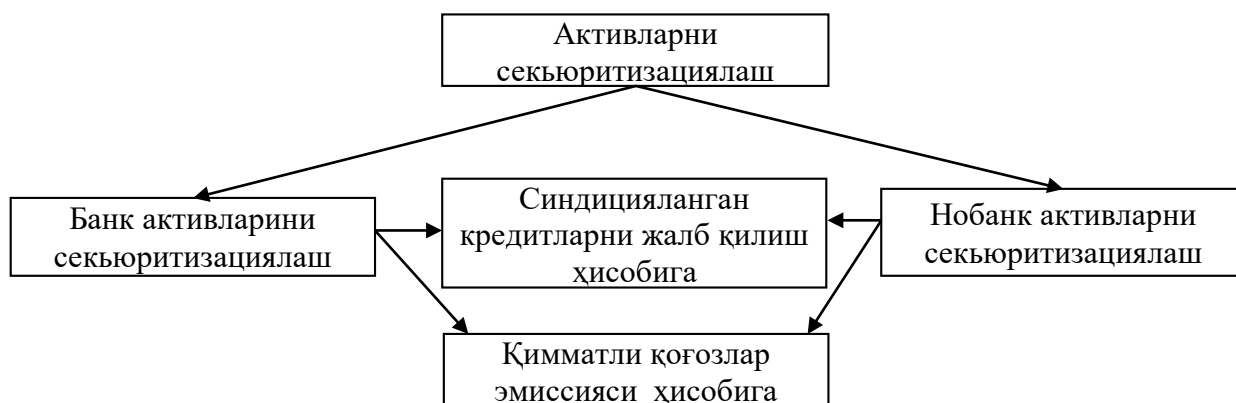 Активларни
секьюритизациялаш
Банк активларини
секьюритизациялаш
Синдицияланган
кредитларни жалб қилиш
ҳисобига
Нобанк активларни
секьюритизациялаш
Қимматли қоғозлар
эмиссияси ҳисобига